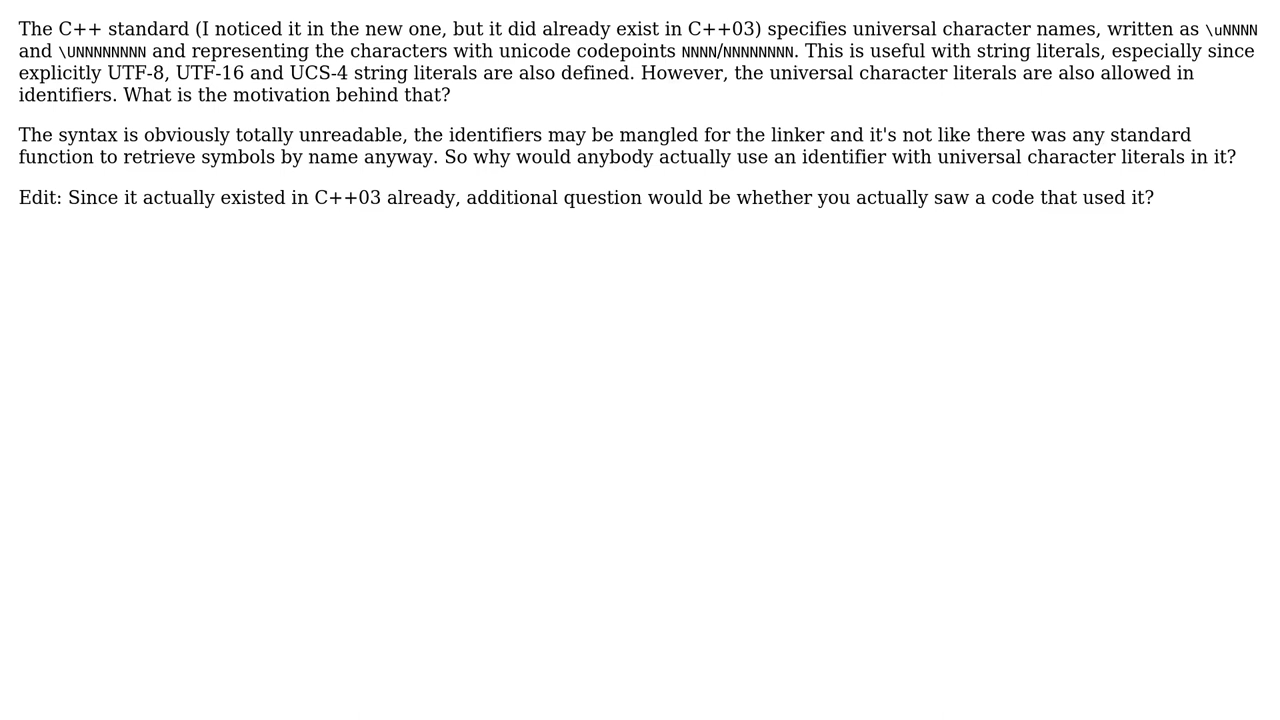 The C++ standard (I noticed it in the new one, but it did already exist in C++03) specifies universal character names, written as \uNNNN
and \UNNNNNNNN and representing the characters with unicode codepoints NNNN/NNNNNNNN. This is useful with string literals, especially since
explicitly UTF-8, UTF-16 and UCS-4 string literals are also defined. However, the universal character literals are also allowed in
identifiers. What is the motivation behind that?
The syntax is obviously totally unreadable, the identifiers may be mangled for the linker and it's not like there was any standard
function to retrieve symbols by name anyway. So why would anybody actually use an identifier with universal character literals in it?
Edit: Since it actually existed in C++03 already, additional question would be whether you actually saw a code that used it?